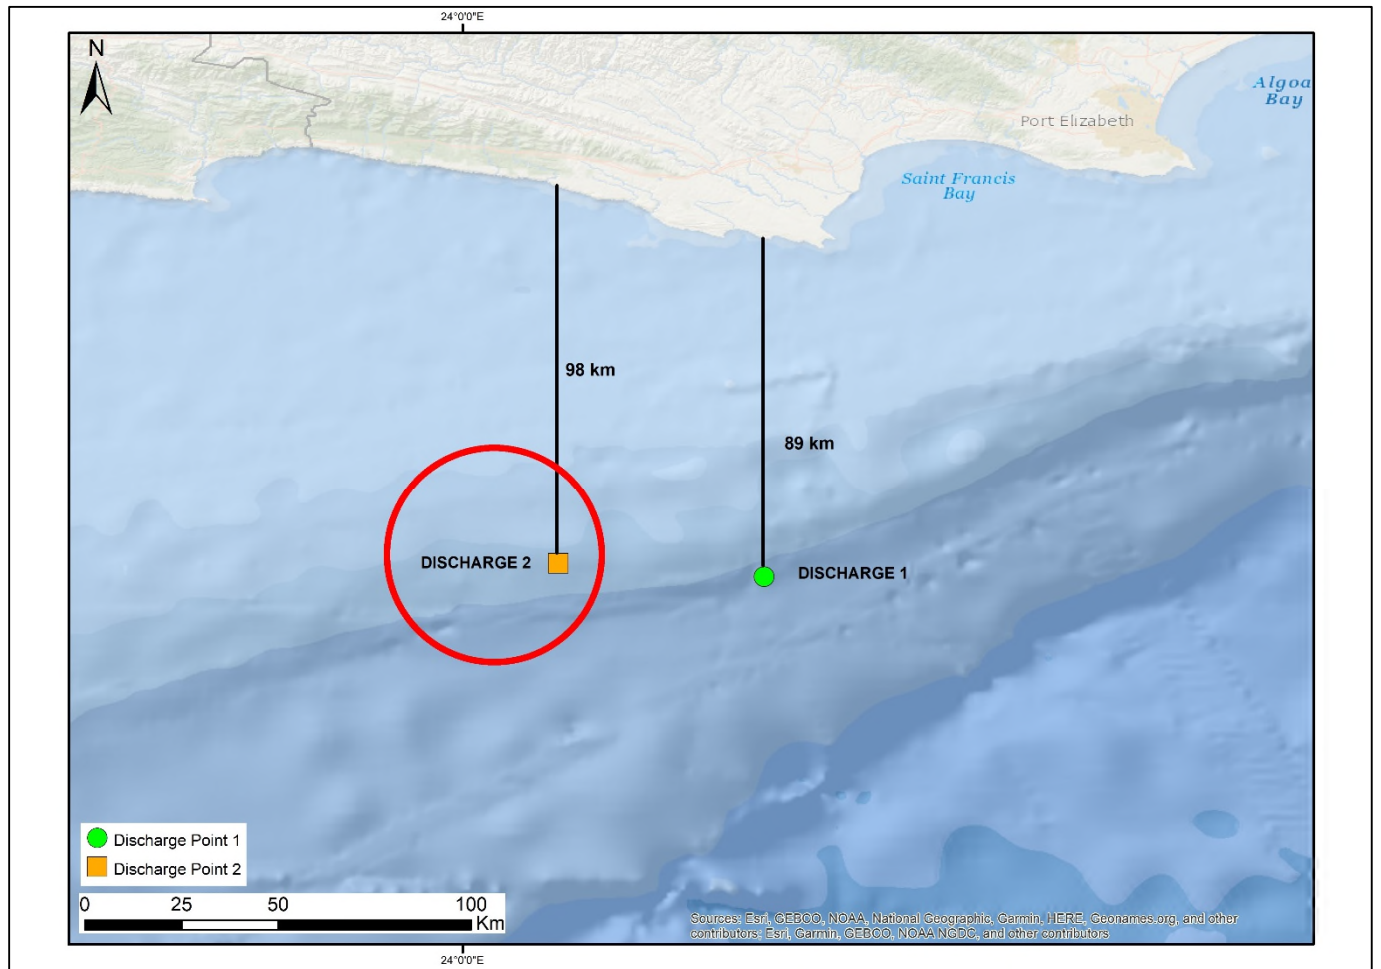 24°0'0"E
N
Algoa
Bay
Port Elizabeth
Saint Francis
Bay
98 km
89 km
DISCHARGE 2
DISCHARGE 1
Discharge Point 1
Discharge Point 2
0 25 50 100
Km
Sources: Esri, GEBCO, NOAA, National Geographic, Garmin, HERE, Geonames.org, and other
contributors; Esri, Garmin, GEBCO, NOAA NGDC, and other contributors
24°0'0"E